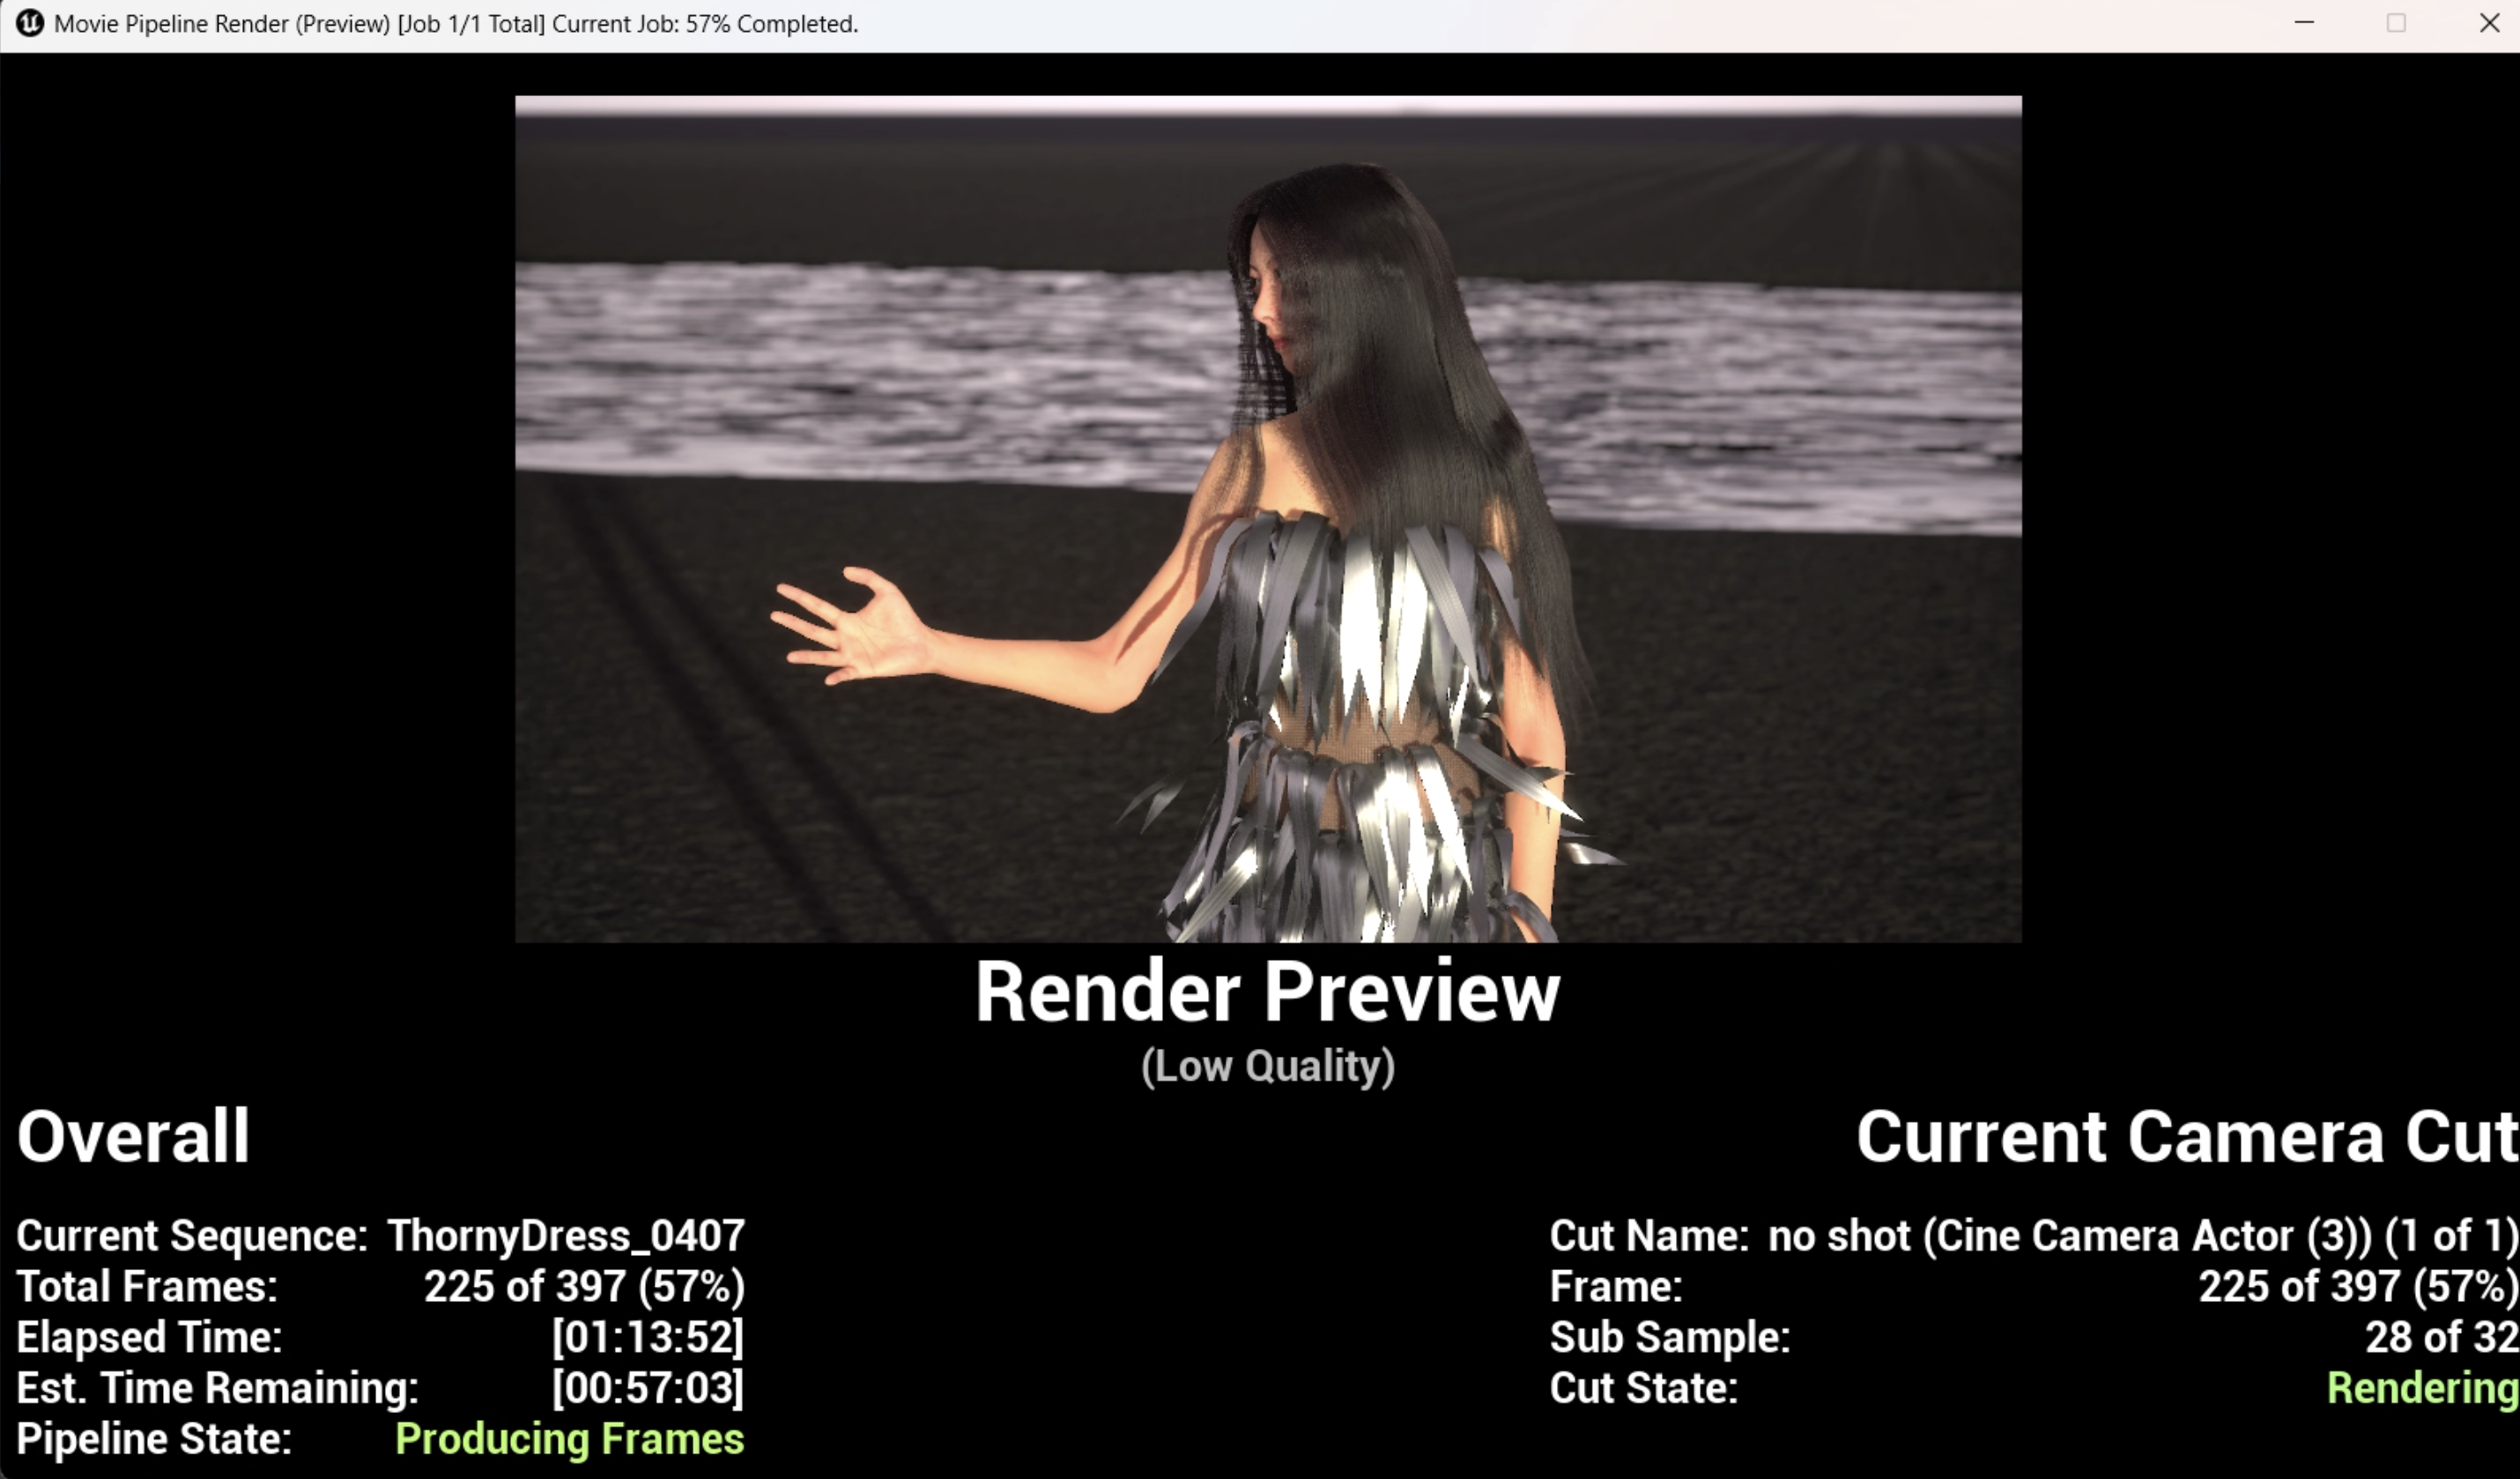 Movie Pipeline Render (Preview) [Job 1/1 Total] Current Job: 57% Completed.
Render Preview
(Low Quality)
Overall
Current Sequence: ThornyDress_0407
Total Frames: 225 of 397 (57%)
Elapsed Time: [01:13:52]
Est. Time Remaining: [00:57:03]
Pipeline State: Producing Frames
Current Camera Cut
Cut Name: no shot (Cine Camera Actor (3)) (1 of 1)
Frame: 225 of 397 (57%)
Sub Sample: 28 of 32
Cut State: Rendering